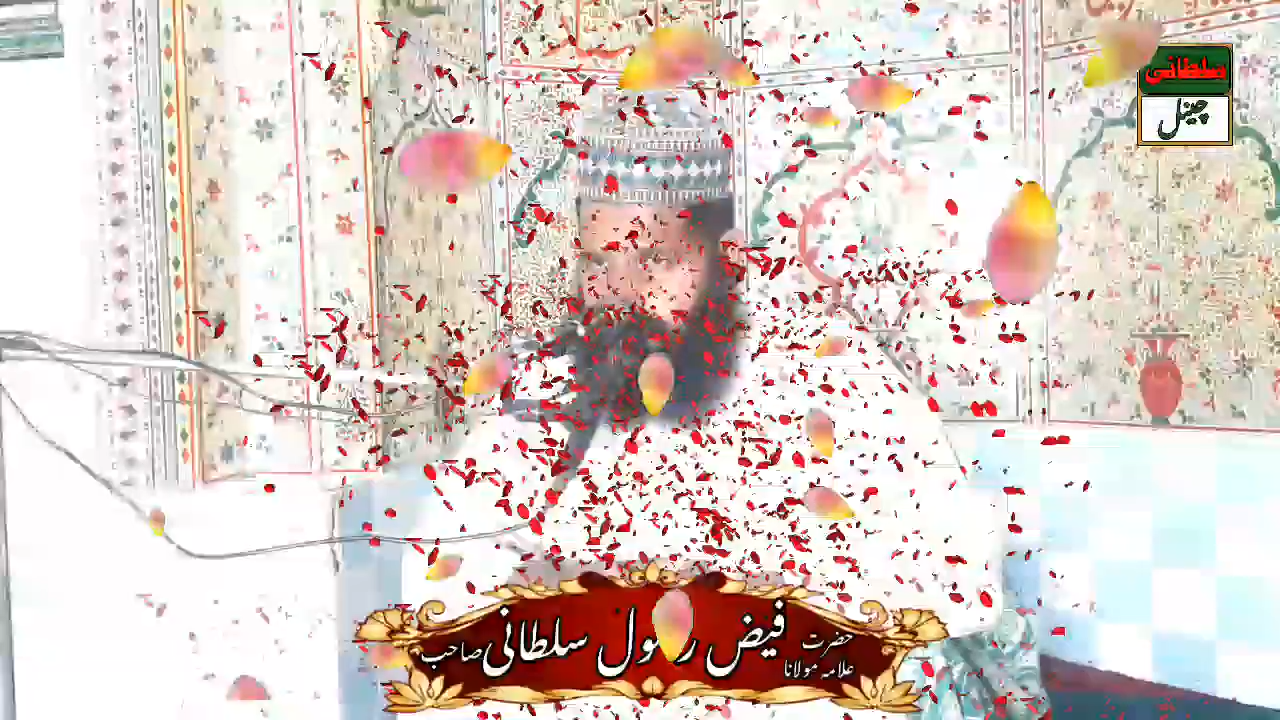 سلطانی
چینل
حضرت
علامہ مولانا
فیض رسول سلطانی صاحب